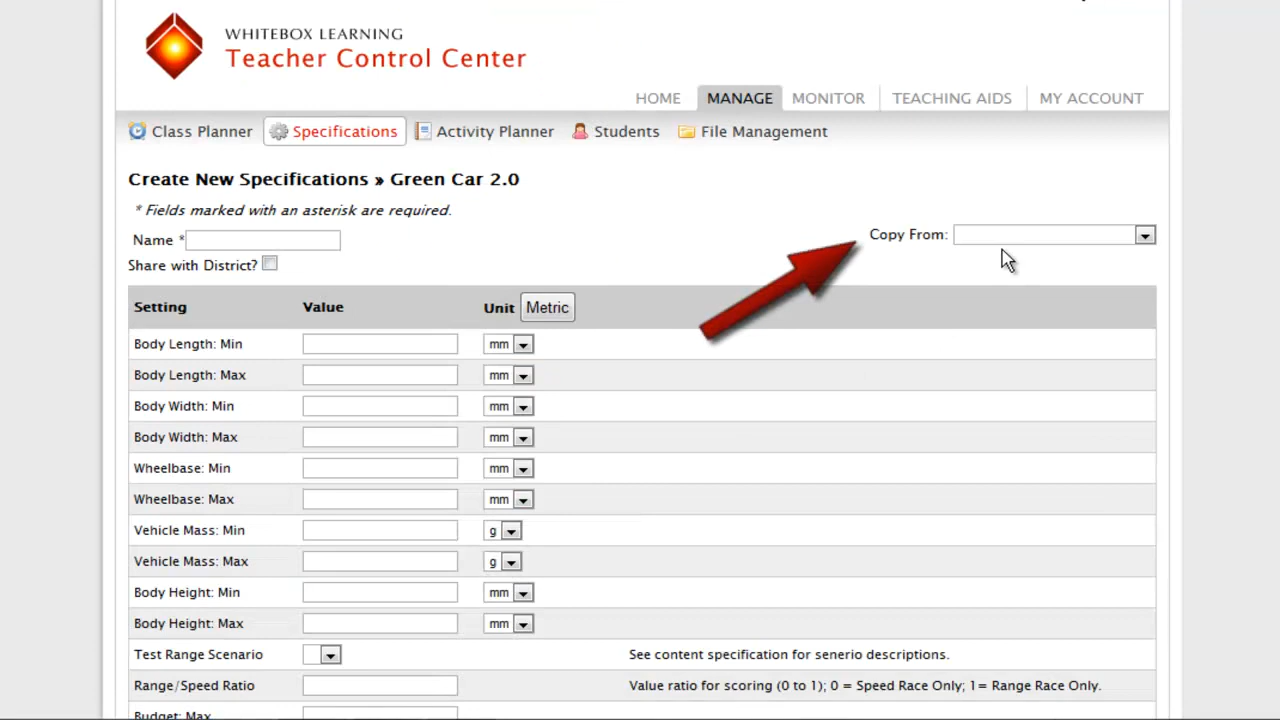 WHITEBOX LEARNING
Teacher Control Center
HOME MANAGE MONITOR TEACHING AIDS MY ACCOUNT
Class Planner Specifications Activity Planner Students File Management
Create New Specifications » Green Car 2.0
* Fields marked with an asterisk are required.
Name *
Copy From:
Share with District?
Setting Value Unit Metric
Body Length: Min mm
Body Length: Max mm
Body Width: Min mm
Body Width: Max mm
Wheelbase: Min mm
Wheelbase: Max mm
Vehicle Mass: Min g
Vehicle Mass: Max g
Body Height: Min mm
Body Height: Max mm
Test Range Scenario See content specification for senerio descriptions.
Range/Speed Ratio Value ratio for scoring (0 to 1); 0 = Speed Race Only; 1= Range Race Only.
Budget: Max